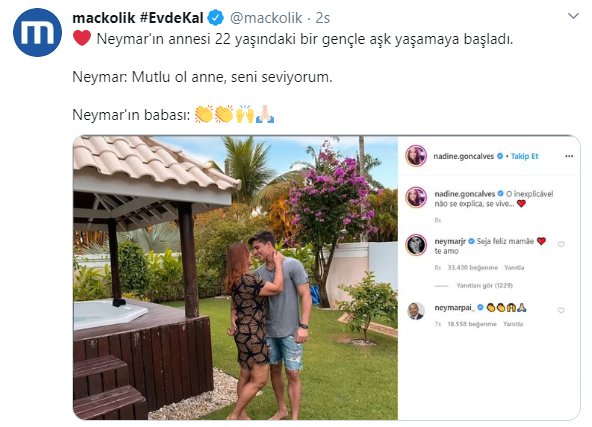 mackolik #EvdeKal @mackolik · 2s
❤ Neymar'ın annesi 22 yaşındaki bir gençle aşk yaşamaya başladı.
Neymar: Mutlu ol anne, seni seviyorum.
Neymar'ın babası: 👏👏🙌🙏
m
nadine.goncalves • Takip Et
nadine.goncalves O inexplicável
não se explica, se vive... ❤
8s
neymarjr Seja feliz mamãe ❤
te amo
8s 33.430 beğenme Yanıtla
Yanıtları gör (1229)
neymarpai_ 👏👏🙌🙏
7s 18.558 beğenme Yanıtla